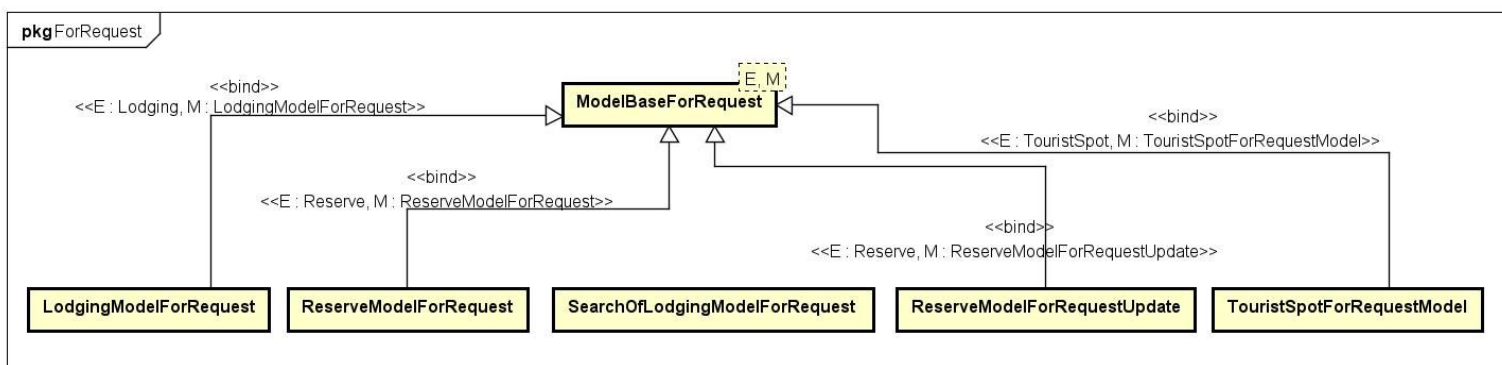 pkg ForRequest
<<bind>>
<<E : Lodging, M : LodgingModelForRequest>>
E, M
ModelBaseForRequest
<<bind>>
<<E : TouristSpot, M : TouristSpotForRequestModel>>
<<bind>>
<<E : Reserve, M : ReserveModelForRequest>>
<<bind>>
<<E : Reserve, M : ReserveModelForRequestUpdate>>
LodgingModelForRequest
ReserveModelForRequest
SearchOfLodgingModelForRequest
ReserveModelForRequestUpdate
TouristSpotForRequestModel